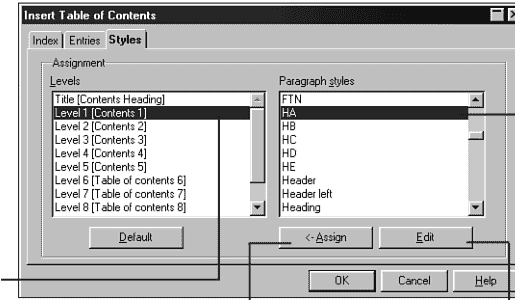 Insert Table of Contents
Index Entries Styles
Assignment
Levels
Title [Contents Heading]
Level 1 [Contents 1]
Level 2 [Contents 2]
Level 3 [Contents 3]
Level 4 [Contents 4]
Level 5 [Contents 5]
Level 6 [Table of contents 6]
Level 7 [Table of contents 7]
Level 8 [Table of contents 8]
Default
Paragraph styles
FTN
HA
HB
HC
HD
HE
Header
Header left
Heading
<- Assign Edit
OK Cancel Help